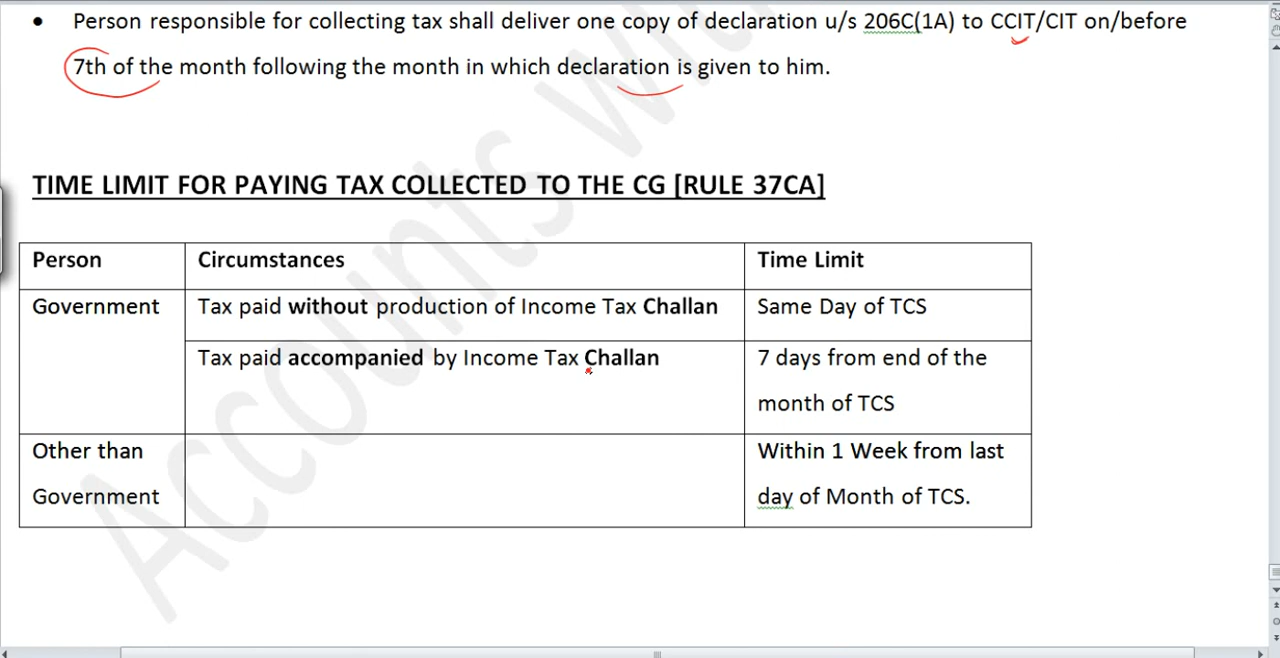 • Person responsible for collecting tax shall deliver one copy of declaration u/s 206C(1A) to CCIT/CIT on/before
7th of the month following the month in which declaration is given to him.
TIME LIMIT FOR PAYING TAX COLLECTED TO THE CG [RULE 37CA]
Person Circumstances Time Limit
Government Tax paid without production of Income Tax Challan Same Day of TCS
Tax paid accompanied by Income Tax Challan 7 days from end of the
month of TCS
Other than Within 1 Week from last
Government day of Month of TCS.
Accounts